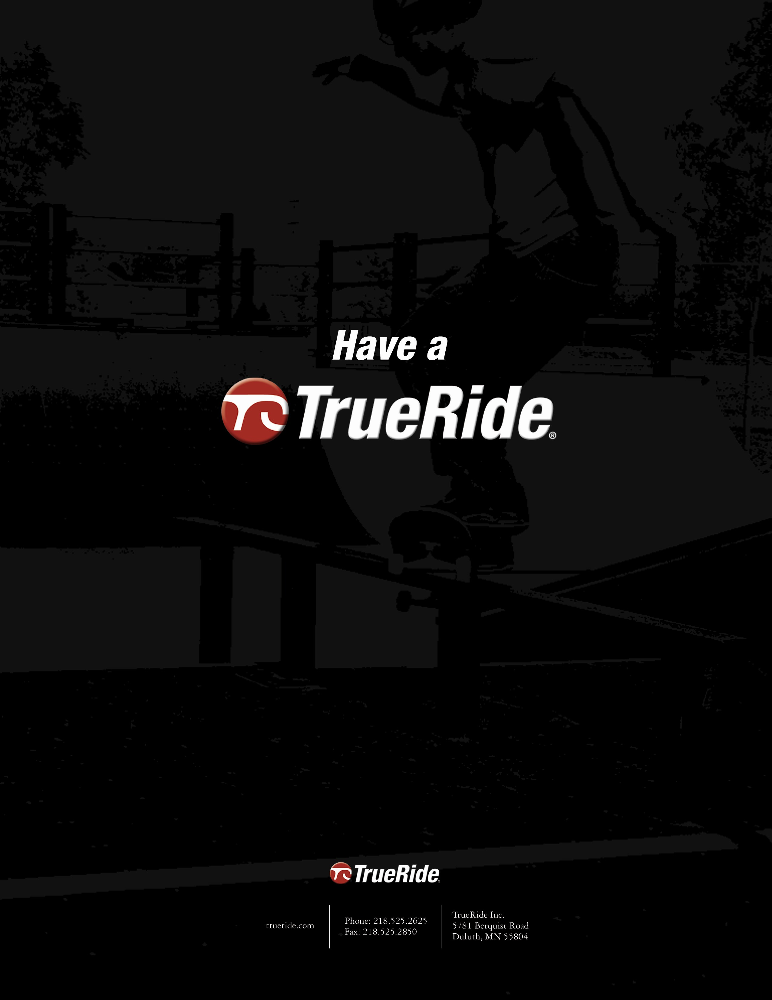 Have a
TrueRide®
TrueRide®
trueride.com
Phone: 218.525.2625
Fax: 218.525.2850
TrueRide Inc.
5781 Berquist Road
Duluth, MN 55804